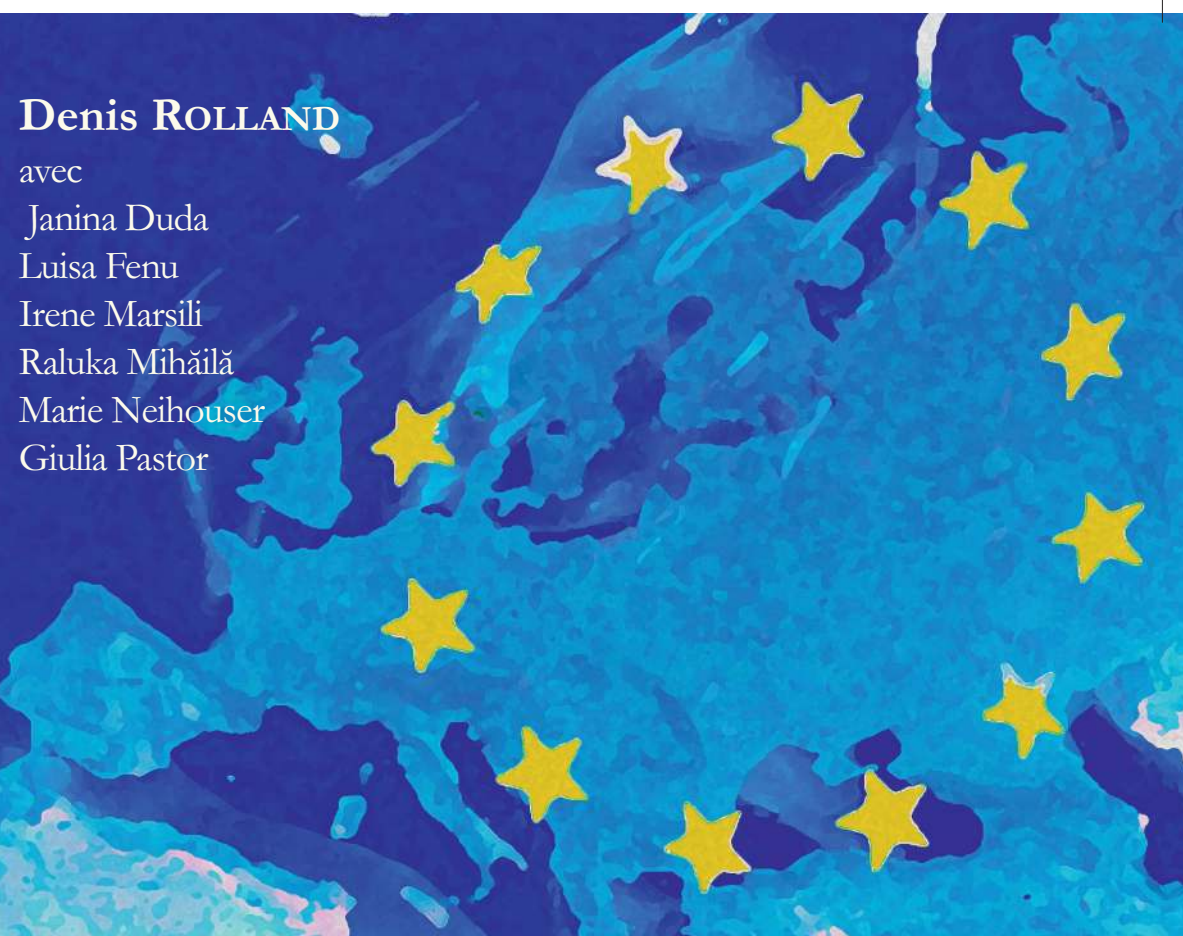 Denis ROLLAND
avec
Janina Duda
Luisa Fenu
Irene Marsili
Raluka Mihăilă
Marie Neihouser
Giulia Pastor